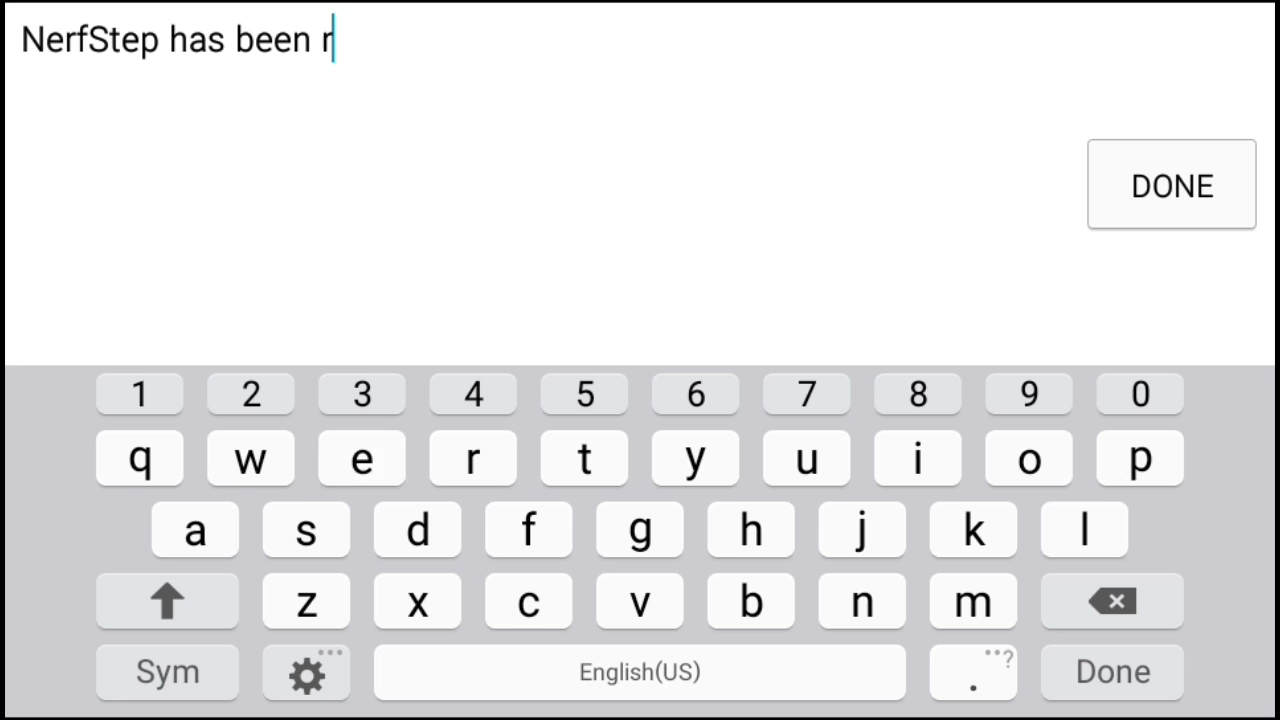 NerfStep has been r
DONE
1 2 3 4 5 6 7 8 9 0
q w e r t y u i o p
a s d f g h j k l
z x c v b n m
Sym English(US) ...? . Done